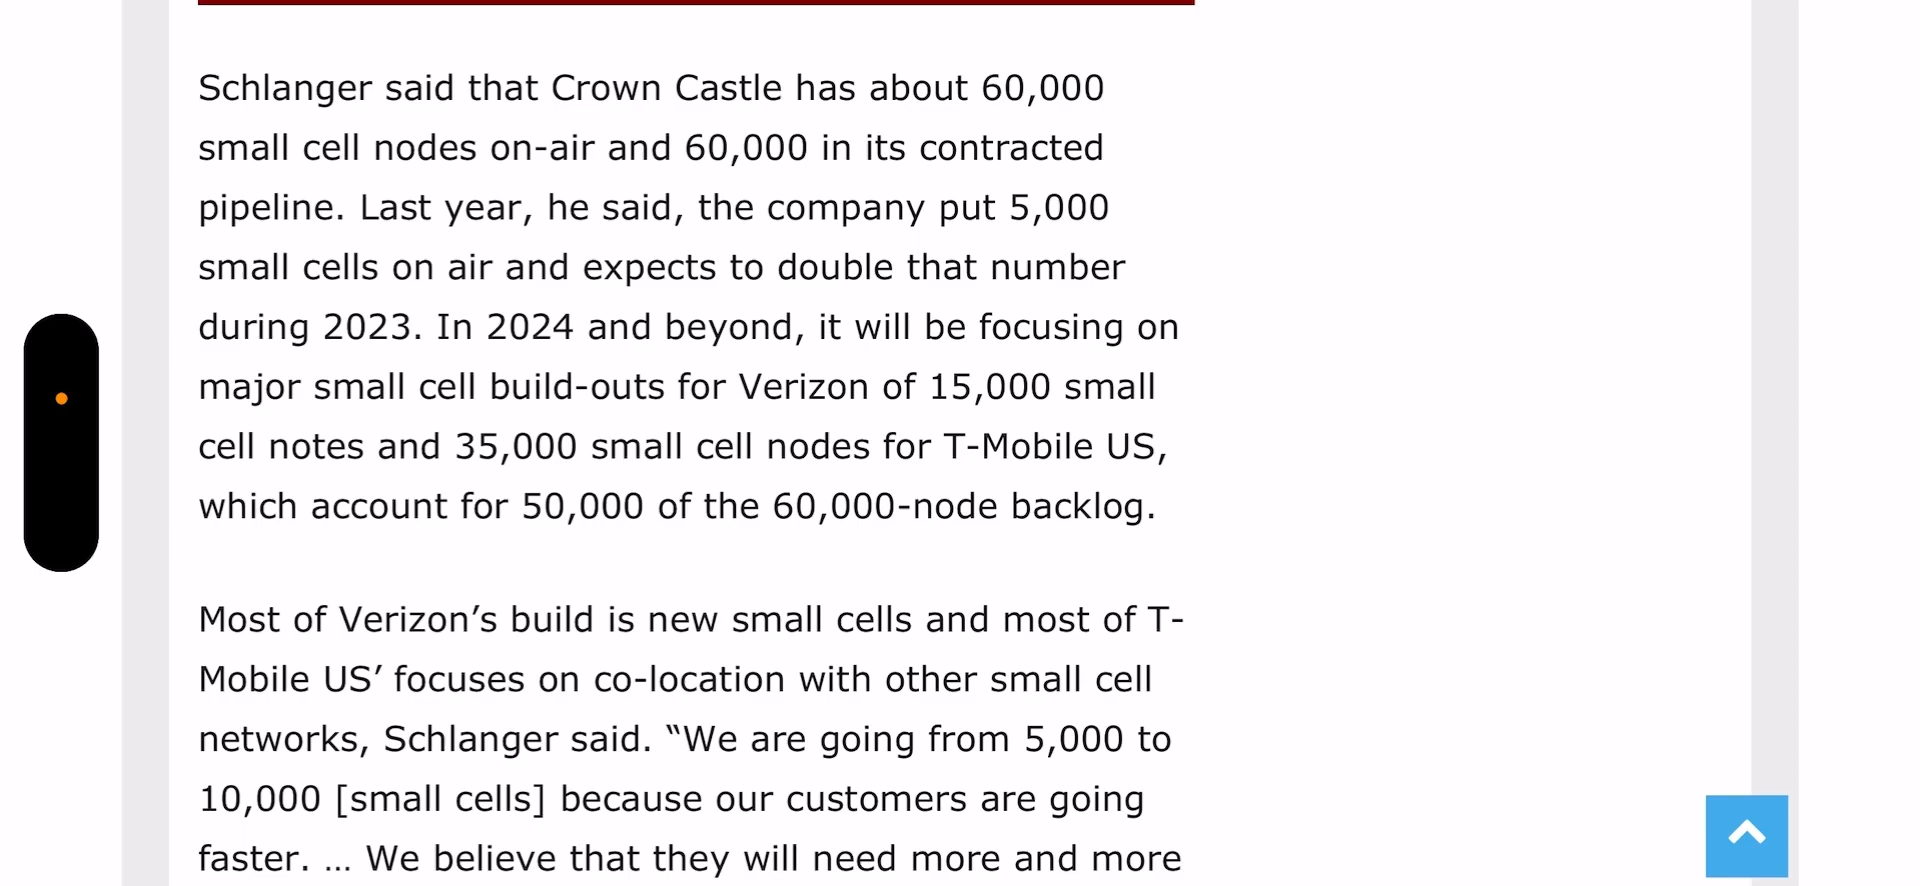 Schlanger said that Crown Castle has about 60,000
small cell nodes on-air and 60,000 in its contracted
pipeline. Last year, he said, the company put 5,000
small cells on air and expects to double that number
during 2023. In 2024 and beyond, it will be focusing on
major small cell build-outs for Verizon of 15,000 small
cell notes and 35,000 small cell nodes for T-Mobile US,
which account for 50,000 of the 60,000-node backlog.
Most of Verizon’s build is new small cells and most of T-
Mobile US’ focuses on co-location with other small cell
networks, Schlanger said. “We are going from 5,000 to
10,000 [small cells] because our customers are going
faster. … We believe that they will need more and more